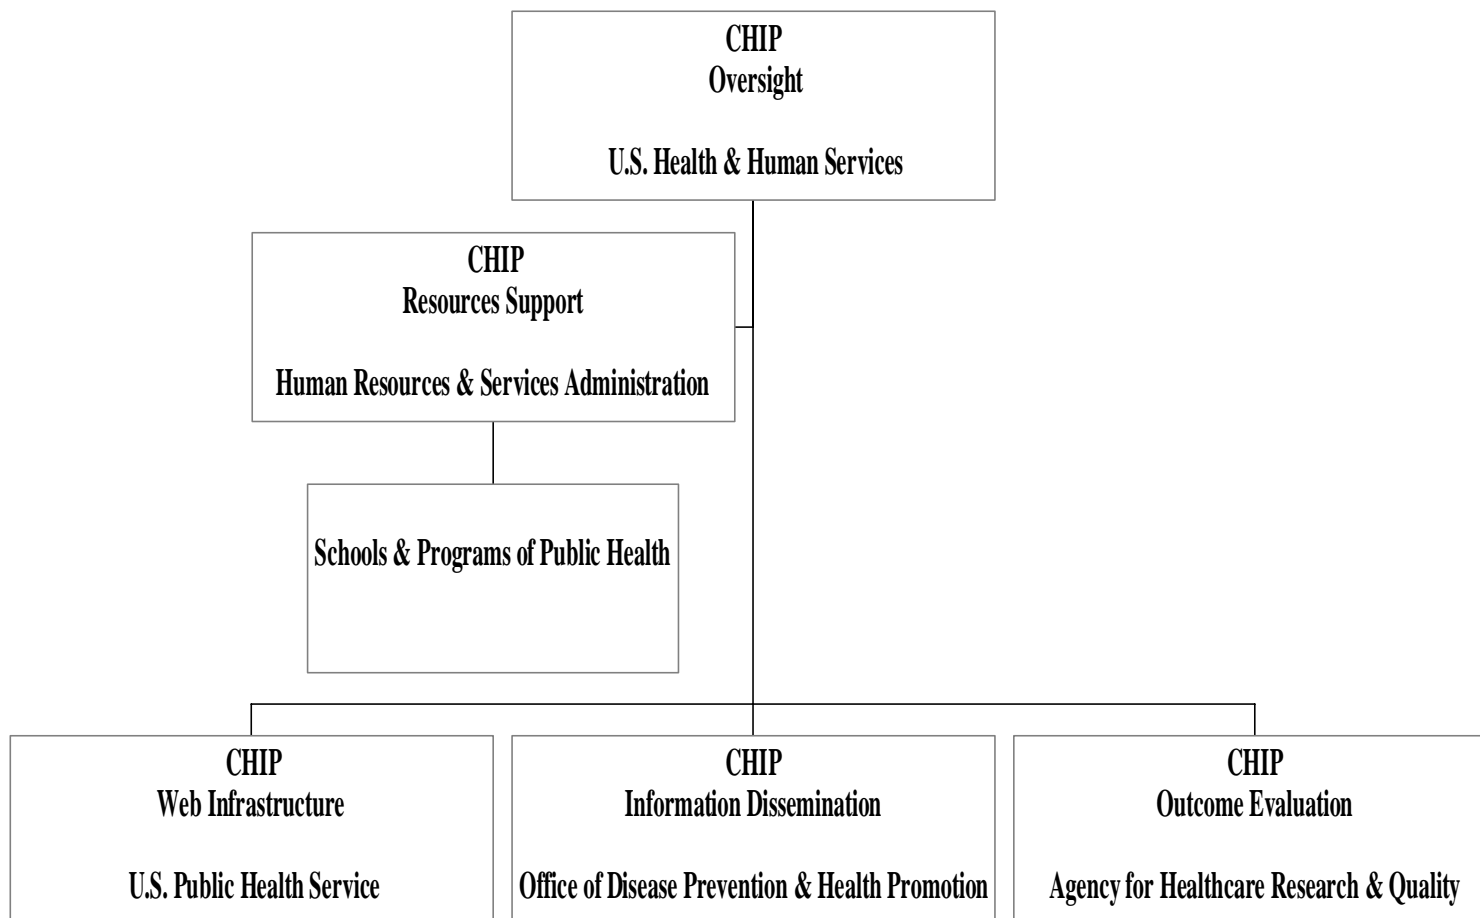 CHIP
Oversight
U.S. Health & Human Services
CHIP
Resources Support
Human Resources & Services Administration
Schools & Programs of Public Health
CHIP
Web Infrastructure
U.S. Public Health Service
CHIP
Information Dissemination
Office of Disease Prevention & Health Promotion
CHIP
Outcome Evaluation
Agency for Healthcare Research & Quality